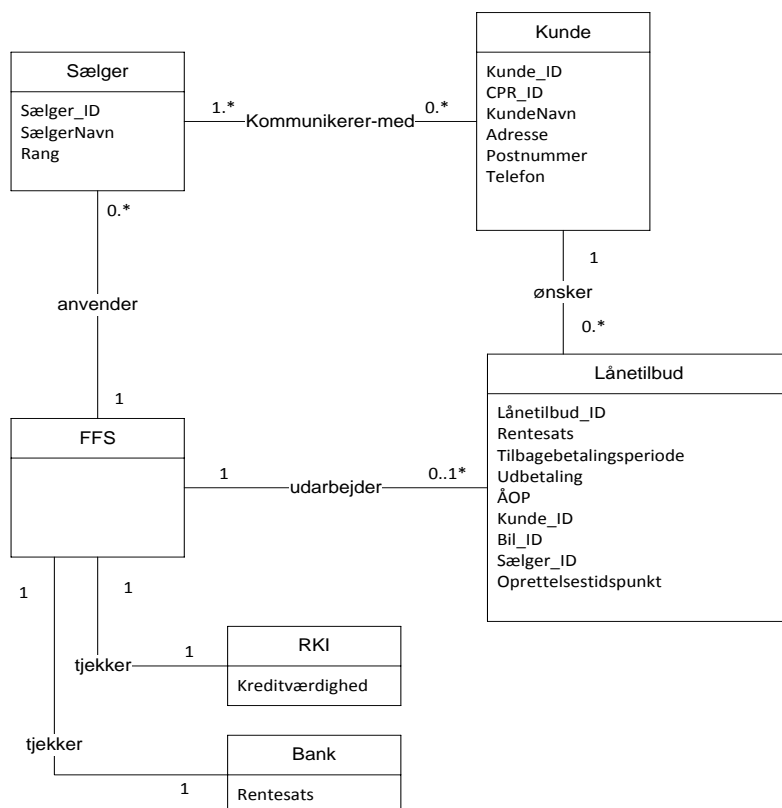 Kunde
Kunde_ID
CPR_ID
KundeNavn
Adresse
Postnummer
Telefon
Sælger
Sælger_ID
SælgerNavn
Rang
1.*
Kommunikerer-med
0.*
0.*
anvender
1
1
ønsker
0.*
Lånetilbud
Lånetilbud_ID
Rentesats
Tilbagebetalingsperiode
Udbetaling
ÅOP
Kunde_ID
Bil_ID
Sælger_ID
Oprettelsestidspunkt
FFS
1
udarbejder
0..1*
1
1
tjekker
1
RKI
Kreditværdighed
tjekker
1
Bank
Rentesats